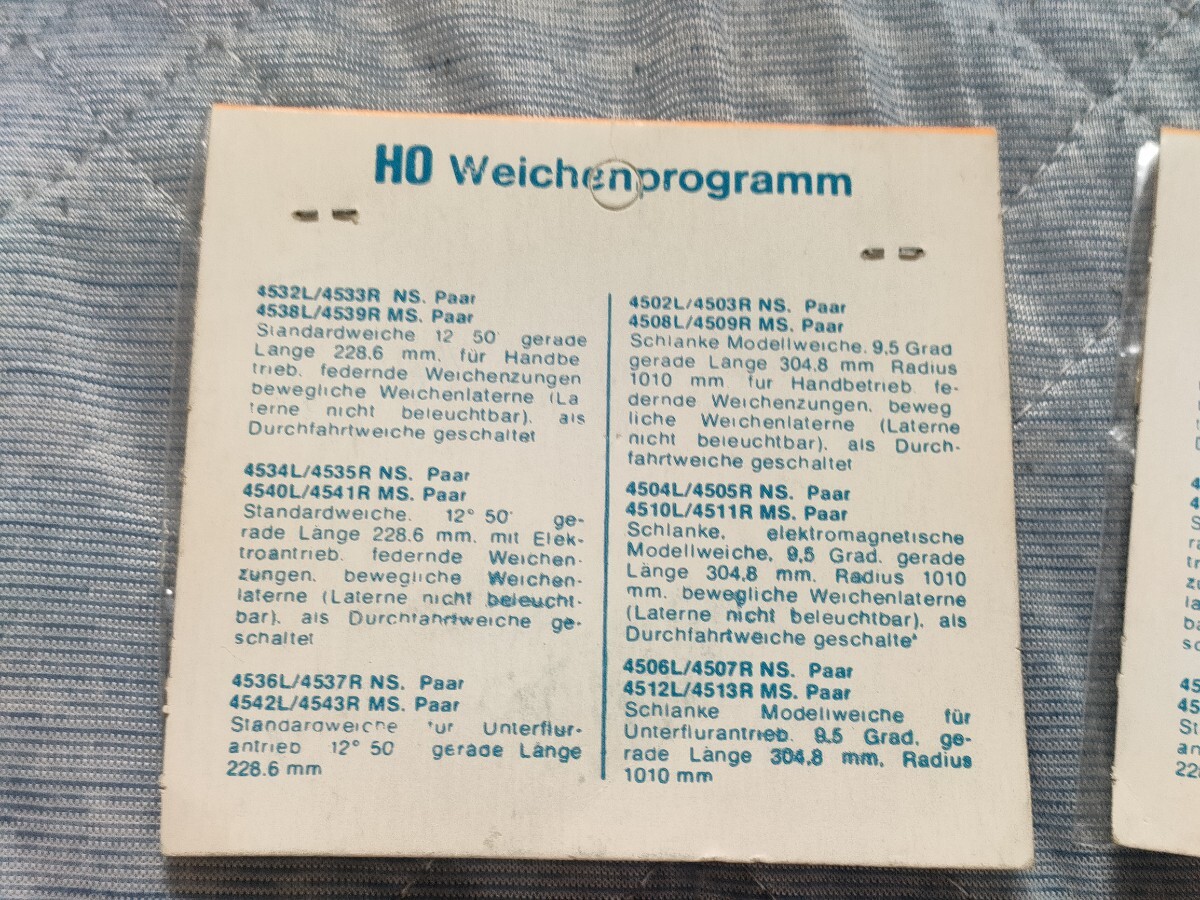 HO Weichenprogramm
4532L/4533R NS. Paar
4538L/4539R MS. Paar
Standardweiche 12 50' gerade
Länge 228.6 mm. für Handbe
trieb. federnde Weichenzungen
bewegliche Weichenlaterne (La
terne nicht beleuchtbar). als
Durchfahrtweiche geschaltet
4534L/4535R NS. Paar
4540L/4541R MS. Paar
Standardweiche. 12° 50' ge-
rade Länge 228.6 mm. mit Elek-
troantrieb. federnde Weichen-
zungen. bewegliche Weichen-
laterne (Laterne nicht beleucht-
bar). als Durchfahrtweiche ge-
schaltet
4536L/4537R NS. Paar
4542L/4543R MS. Paar
Standardweiche fur Unterflur-
antrieb 12° 50 gerade Länge
228.6 mm
4502L/4503R NS. Paar
4508L/4509R MS. Paar
Schlanke Modellweiche. 9,5 Grad
gerade Lange 304,8 mm Radius
1010 mm fur Handbetrieb fe-
dernde Weichenzungen. beweg
liche Weichenlaterne (Laterne
nicht beleuchtbar). als Durch-
fahrtweiche geschaltet
4504L/4505R NS. Paar
4510L/4511R MS. Paar
Schlanke, elektromagnetische
Modellweiche, 9,5 Grad, gerade
Länge 304,8 mm. Radius 1010
mm. bewegliche Weichenlaterne
(Laterne nicht beleuchtbar), als
Durchfahrtweiche geschalte
4506L/4507R NS. Paar
4512L/4513R MS. Paar
Schlanke Modellweiche für
Unterflurantrieb. 9.5 Grad, ge-
rade Länge 304,8 mm, Radius
1010 mm